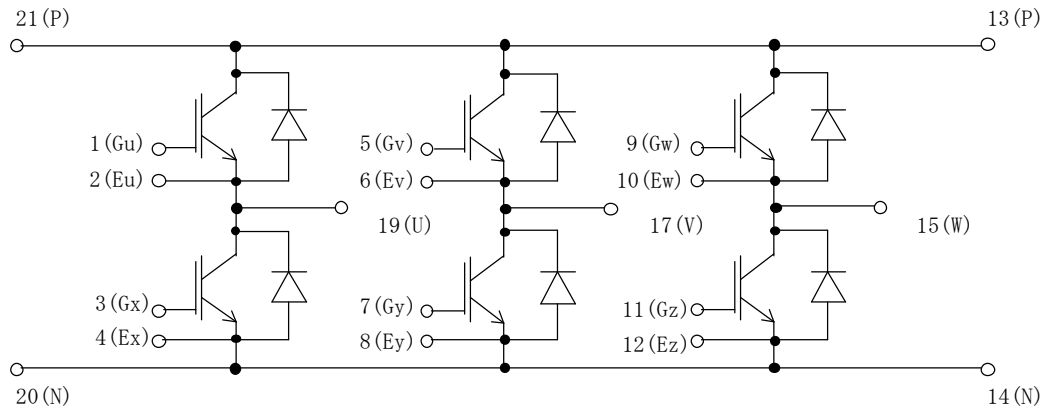 21(P) 13(P)
1(Gu) 5(Gv) 9(Gw)
2(Eu) 6(Ev) 10(Ew)
19(U) 17(V) 15(W)
3(Gx) 7(Gy) 11(Gz)
4(Ex) 8(Ey) 12(Ez)
20(N) 14(N)